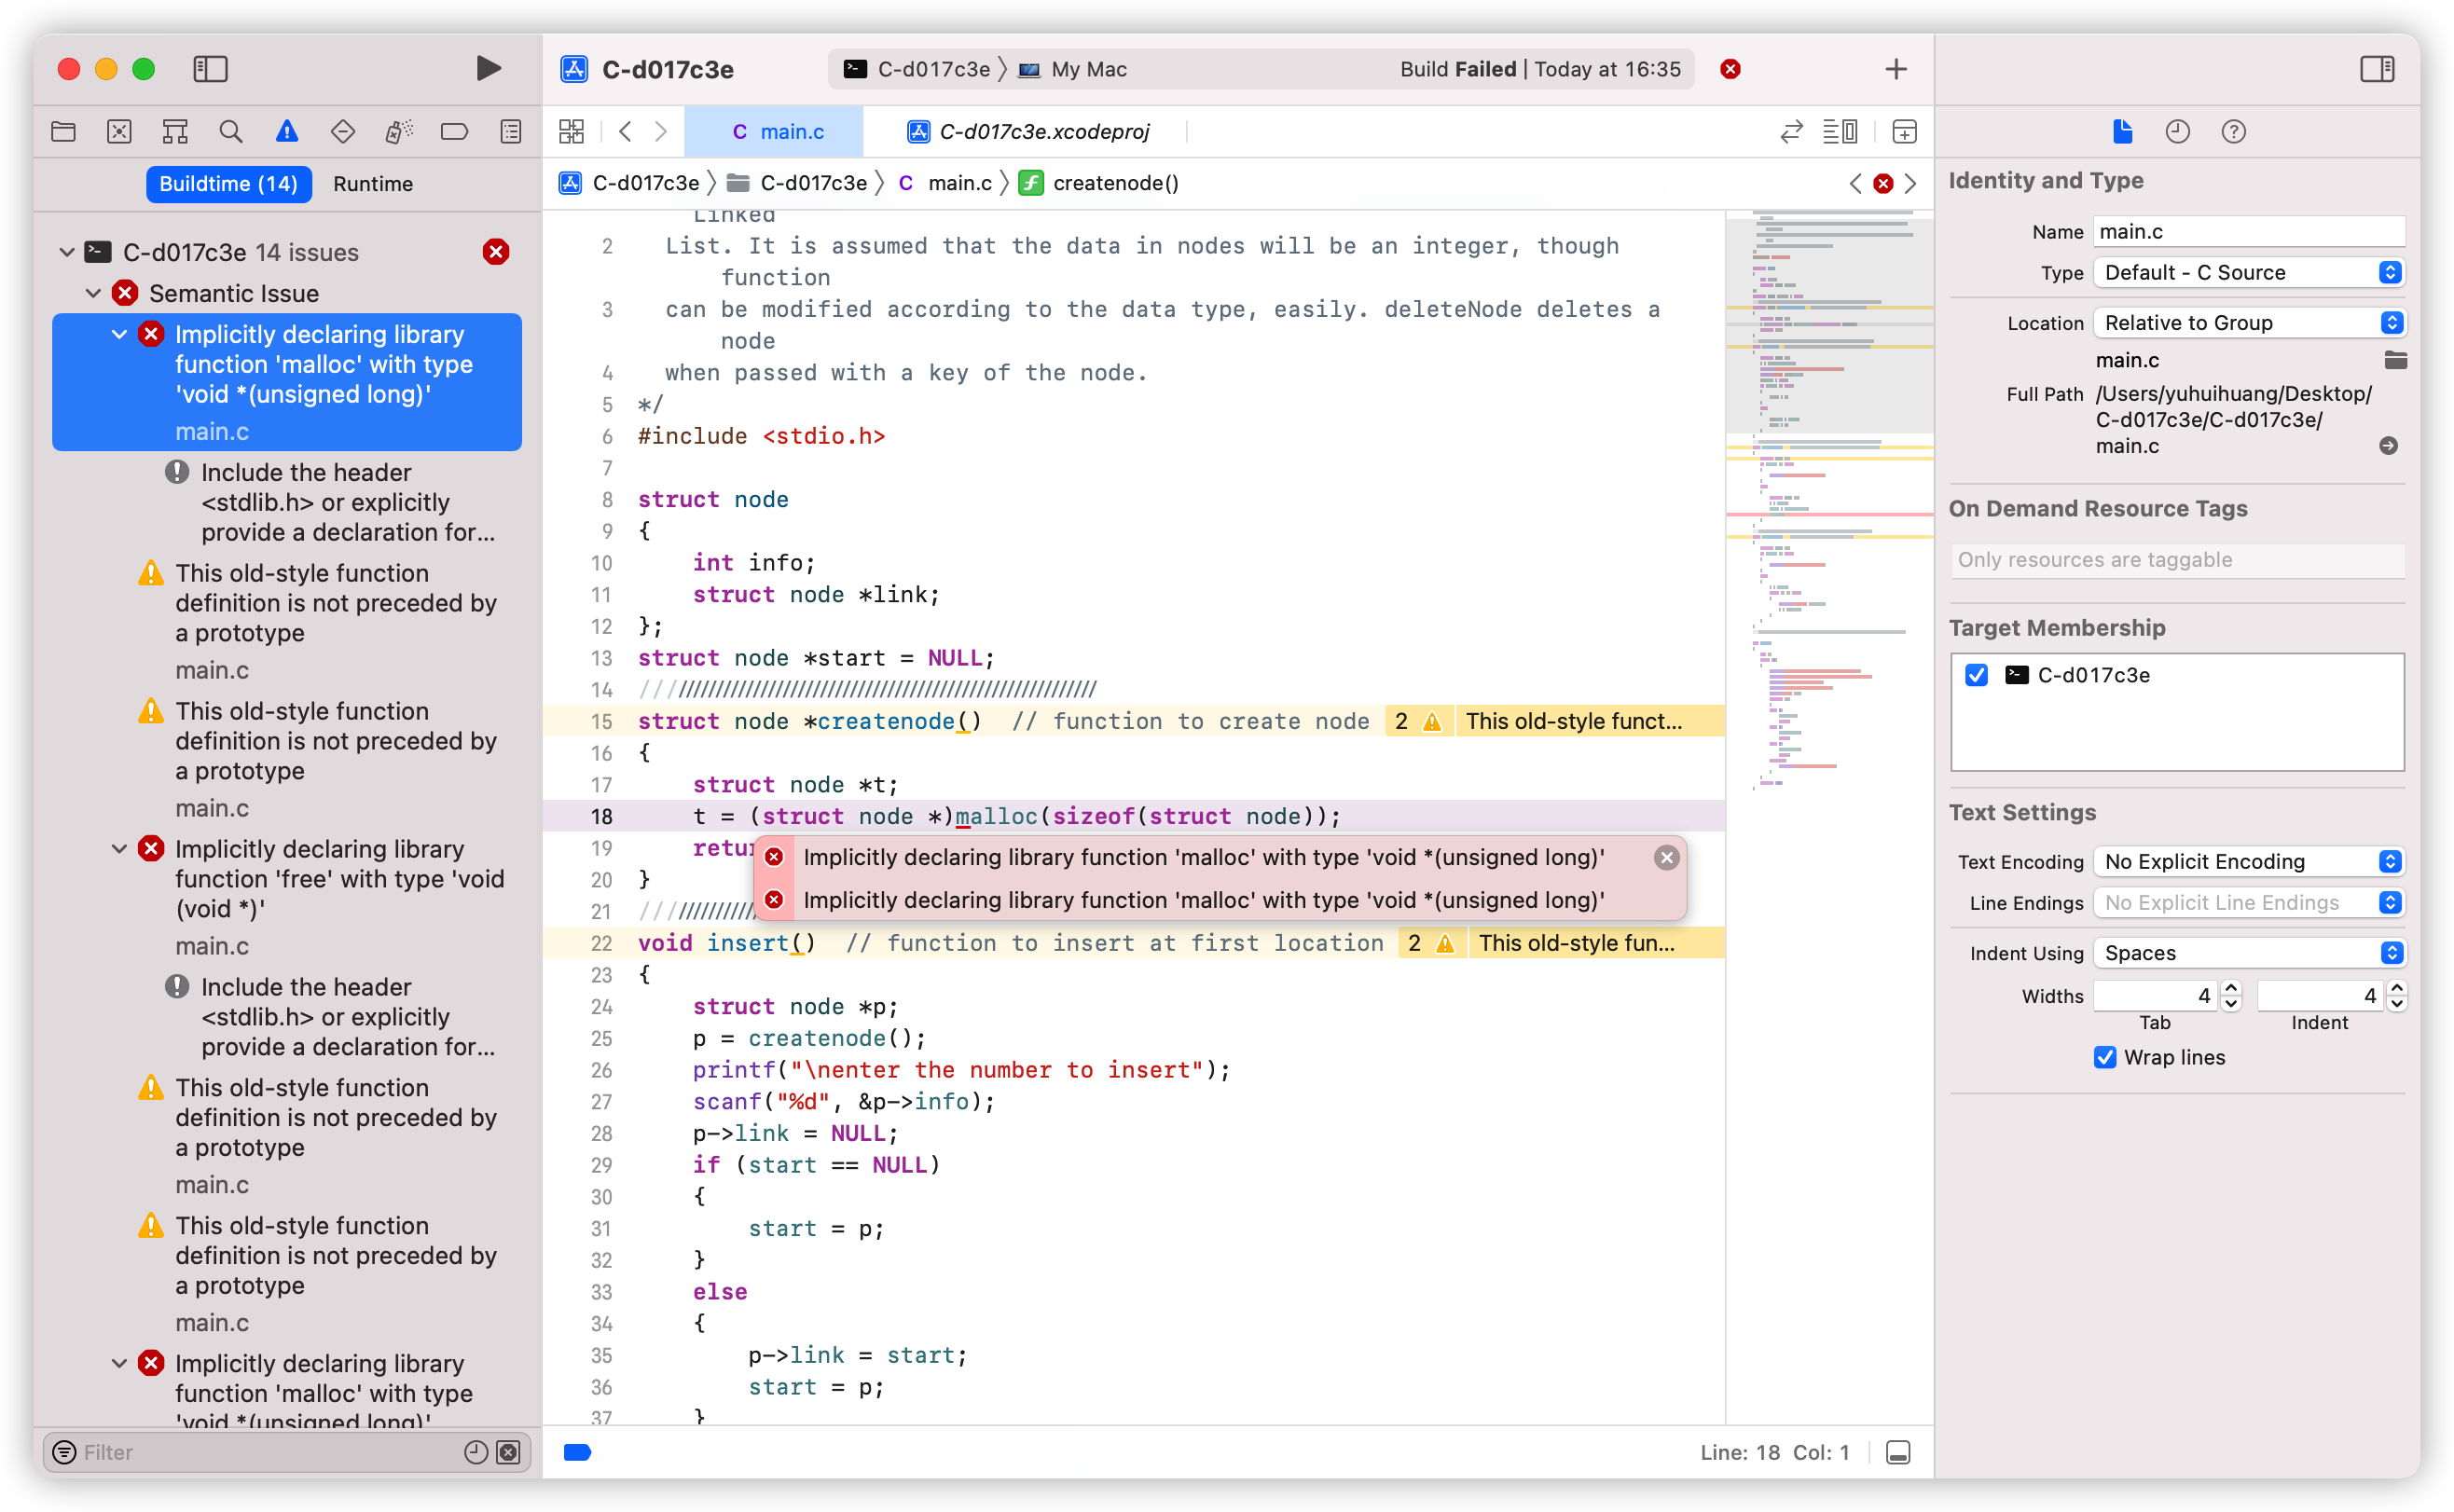 C-d017c3e
C-d017c3e
My Mac
Build Failed | Today at 16:35
main.c
C-d017c3e.xcodeproj
Buildtime (14)
Runtime
C-d017c3e 14 issues
Semantic Issue
Implicitly declaring library
function 'malloc' with type
'void *(unsigned long)'
main.c
Include the header
<stdlib.h> or explicitly
provide a declaration for...
This old-style function
definition is not preceded by
a prototype
main.c
This old-style function
definition is not preceded by
a prototype
main.c
Implicitly declaring library
function 'free' with type 'void
(void *)'
main.c
Include the header
<stdlib.h> or explicitly
provide a declaration for...
This old-style function
definition is not preceded by
a prototype
main.c
This old-style function
definition is not preceded by
a prototype
main.c
Implicitly declaring library
function 'malloc' with type
'void *(unsigned long)'
Filter
C-d017c3e
C-d017c3e
C main.c
createnode()
Linked
2 List. It is assumed that the data in nodes will be an integer, though
function
3 can be modified according to the data type, easily. deleteNode deletes a
node
4 when passed with a key of the node.
5 */
6 #include <stdio.h>
7
8 struct node
9 {
10 int info;
11 struct node *link;
12 };
13 struct node *start = NULL;
14
15 struct node *createnode() // function to create node 2 This old-style funct...
16 {
17 struct node *t;
18 t = (struct node *)malloc(sizeof(struct node));
19 retur
Implicitly declaring library function 'malloc' with type 'void *(unsigned long)'
20 }
Implicitly declaring library function 'malloc' with type 'void *(unsigned long)'
21
22 void insert() // function to insert at first location 2 This old-style fun...
23 {
24 struct node *p;
25 p = createnode();
26 printf("\nenter the number to insert");
27 scanf("%d", &p->info);
28 p->link = NULL;
29 if (start == NULL)
30 {
31 start = p;
32 }
33 else
34 {
35 p->link = start;
36 start = p;
37 }
Line: 18 Col: 1
Identity and Type
Name main.c
Type Default - C Source
Location Relative to Group
main.c
Full Path /Users/yuhuihuang/Desktop/
C-d017c3e/C-d017c3e/
main.c
On Demand Resource Tags
Only resources are taggable
Target Membership
C-d017c3e
Text Settings
Text Encoding No Explicit Encoding
Line Endings No Explicit Line Endings
Indent Using Spaces
Widths 4 4
Tab Indent
Wrap lines